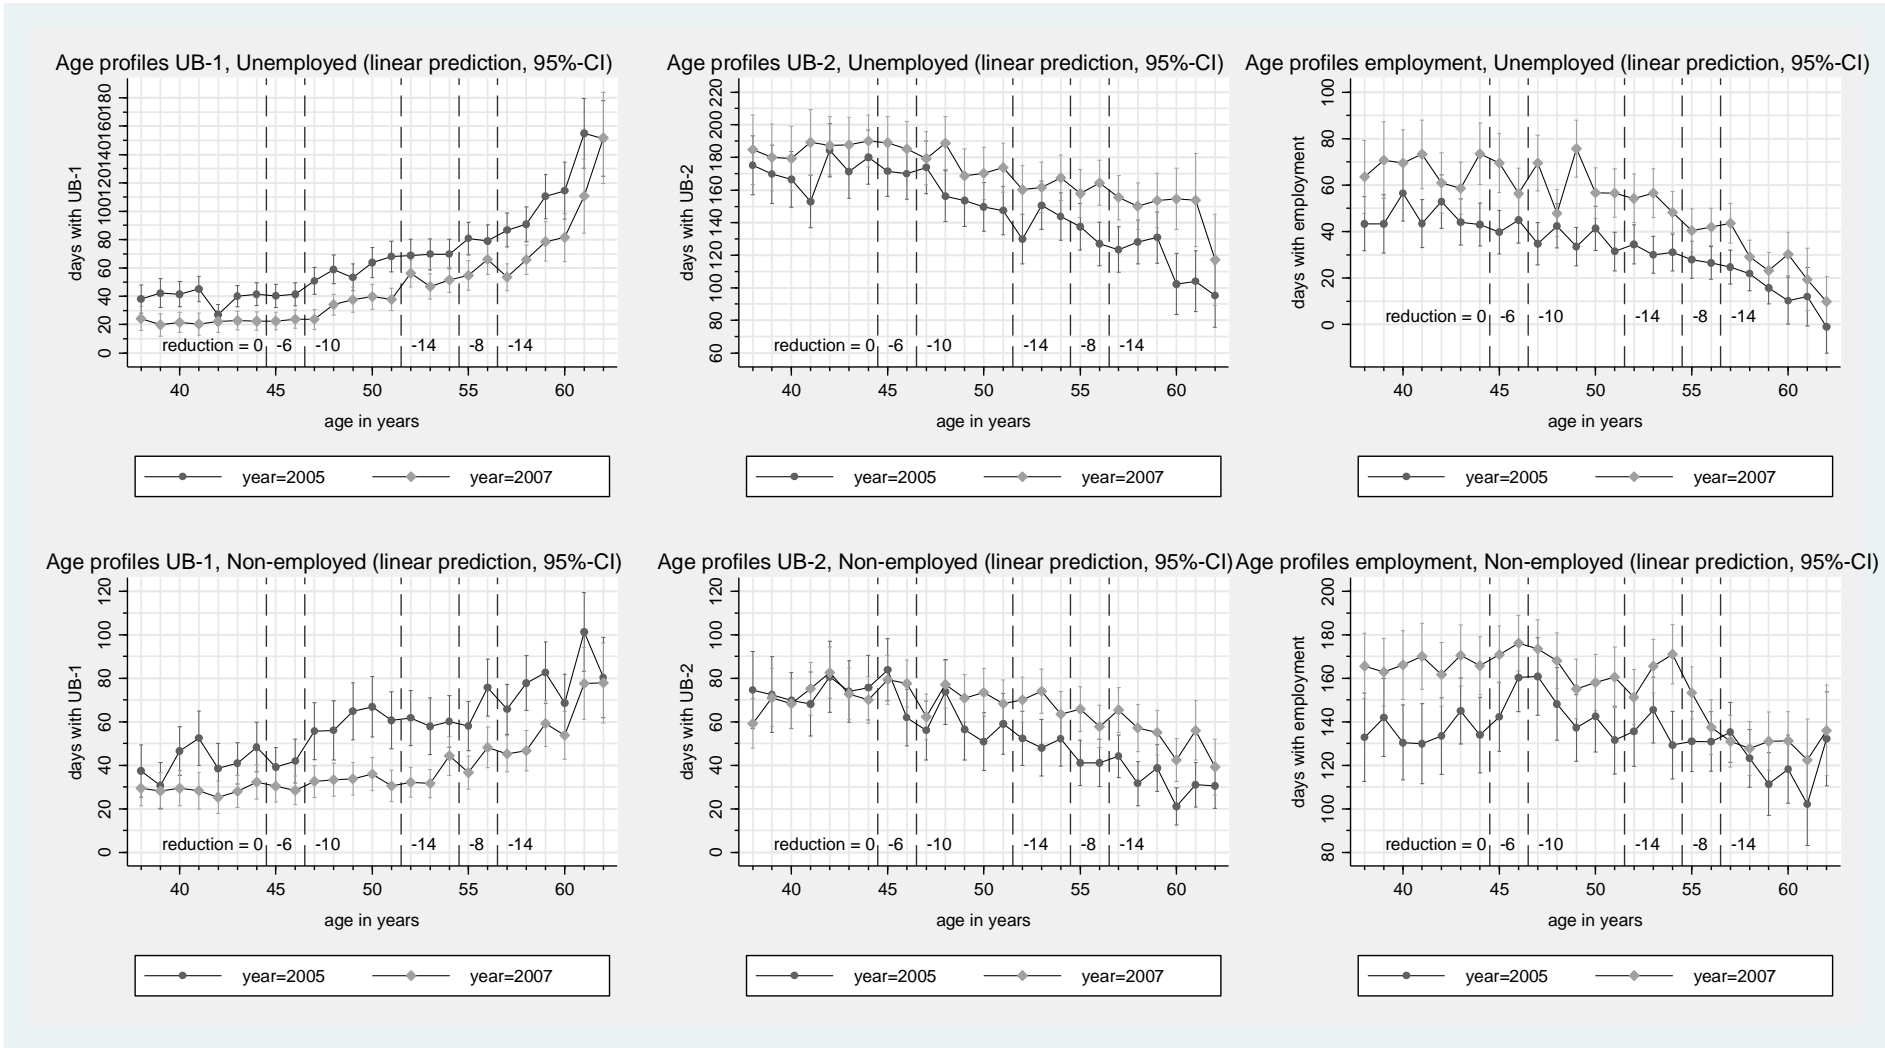 Age profiles UB-1, Unemployed (linear prediction, 95%-CI)
days with UB-1
0 20 40 60 80 100 120 140 160 180
reduction = 0 -6 -10 -14 -8 -14
40 45 50 55 60
age in years
year=2005 year=2007
Age profiles UB-2, Unemployed (linear prediction, 95%-CI)
days with UB-2
60 80 100 120 140 160 180 200 220
reduction = 0 -6 -10 -14 -8 -14
40 45 50 55 60
age in years
year=2005 year=2007
Age profiles employment, Unemployed (linear prediction, 95%-CI)
days with employment
0 20 40 60 80 100
reduction = 0 -6 -10 -14 -8 -14
40 45 50 55 60
age in years
year=2005 year=2007
Age profiles UB-1, Non-employed (linear prediction, 95%-CI)
days with UB-1
0 20 40 60 80 100 120
reduction = 0 -6 -10 -14 -8 -14
40 45 50 55 60
age in years
year=2005 year=2007
Age profiles UB-2, Non-employed (linear prediction, 95%-CI)
days with UB-2
0 20 40 60 80 100 120
reduction = 0 -6 -10 -14 -8 -14
40 45 50 55 60
age in years
year=2005 year=2007
Age profiles employment, Non-employed (linear prediction, 95%-CI)
days with employment
80 100 120 140 160 180 200
reduction = 0 -6 -10 -14 -8 -14
40 45 50 55 60
age in years
year=2005 year=2007